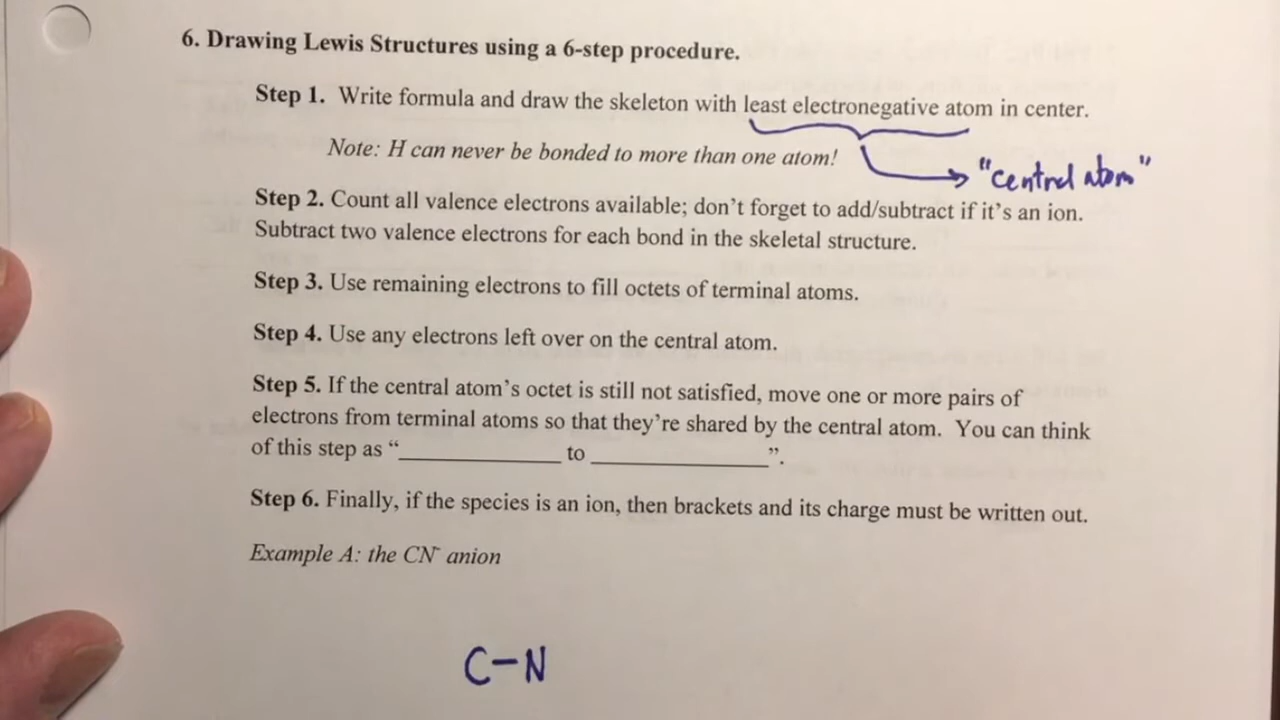 6. Drawing Lewis Structures using a 6-step procedure.
Step 1. Write formula and draw the skeleton with least electronegative atom in center.
Note: H can never be bonded to more than one atom!
"central atom"
Step 2. Count all valence electrons available; don't forget to add/subtract if it's an ion.
Subtract two valence electrons for each bond in the skeletal structure.
Step 3. Use remaining electrons to fill octets of terminal atoms.
Step 4. Use any electrons left over on the central atom.
Step 5. If the central atom's octet is still not satisfied, move one or more pairs of
electrons from terminal atoms so that they're shared by the central atom. You can think
of this step as “____________ to ____________”.
Step 6. Finally, if the species is an ion, then brackets and its charge must be written out.
Example A: the CN⁻ anion
C–N